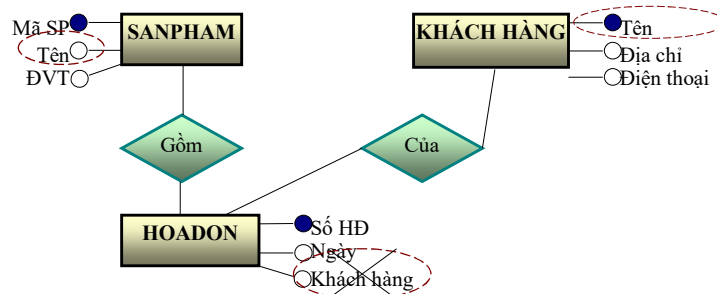 Mã SP
Tên
ĐVT
SANPHAM
KHÁCH HÀNG
Tên
Địa chỉ
Điện thoại
Gồm
Của
HOADON
Số HĐ
Ngày
Khách hàng